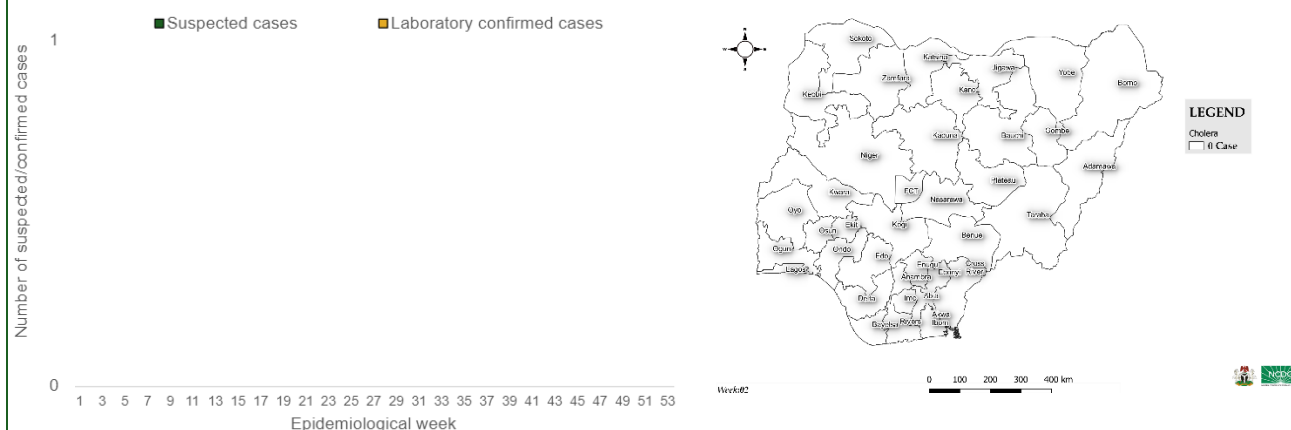 Suspected cases
Laboratory confirmed cases
Number of suspected/confirmed cases
1
0
1 3 5 7 9 11 13 15 17 19 21 23 25 27 29 31 33 35 37 39 41 43 45 47 49 51 53
Epidemiological week
Sokoto
Katsina
Jigawa
Yobe
Borno
Zamfara
Kano
Kebbi
Kaduna
Bauchi
Gombe
Niger
Adamawa
Plateau
FCT
Kwara
Nasarawa
Taraba
Oyo
Ekiti
Kogi
Osun
Benue
Ogun
Ondo
Edo
Enugu
Cross
River
Lagos
Anambra
Ebonyi
Delta
Imo
Abia
Akwa
Ibom
Bayelsa
Rivers
LEGEND
Cholera
0 Case
Week:02
0 100 200 300 400 km
NCDC